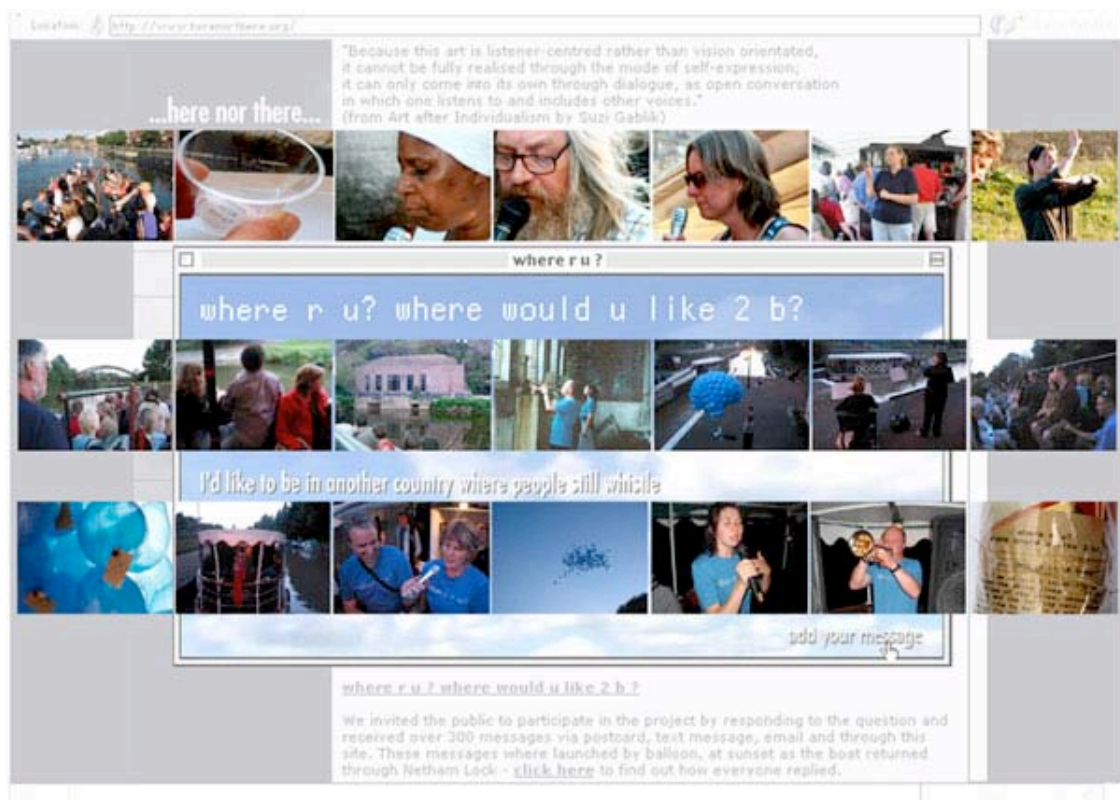 Location: http://www.herenorthere.org/
"Because this art is listener-centred rather than vision orientated,
it cannot be fully realised through the mode of self-expression;
it can only come into its own through dialogue, as open conversation
in which one listens to and includes other voices."
(from Art after Individualism by Suzi Gablik)
...here nor there...
where r u ?
where r u? where would u like 2 b?
I'd like to be in another country where people still whistle
add your message
where r u ? where would u like 2 b ?
We invited the public to participate in the project by responding to the question and
received over 300 messages via postcard, text message, email and through this
site. These messages where launched by balloon, at sunset as the boat returned
through Netham Lock - click here to find out how everyone replied.